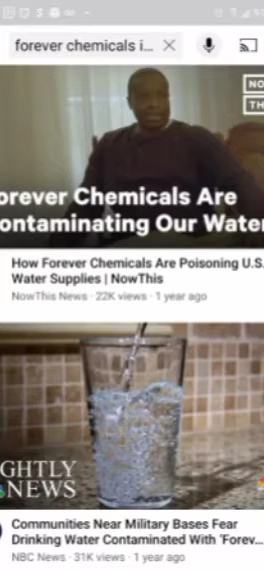 forever chemicals i...
NO
TH
orever Chemicals Are
ontaminating Our Water
How Forever Chemicals Are Poisoning U.S.
Water Supplies | NowThis
NowThis News · 22K views · 1 year ago
GHTLY
NEWS
Communities Near Military Bases Fear
Drinking Water Contaminated With 'Forev...
NBC News · 31K views · 1 year ago